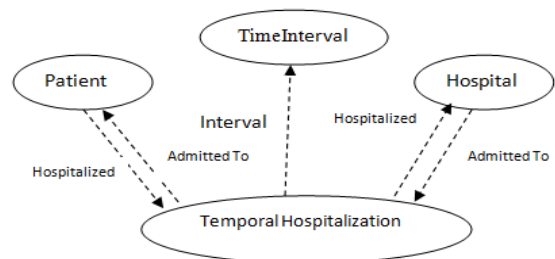 TimeInterval
Patient
Hospital
Interval
Hospitalized
Hospitalized
Admitted To
Admitted To
Temporal Hospitalization